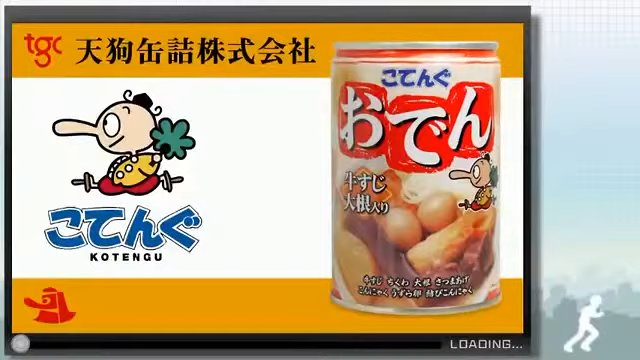 tgc 天狗缶詰株式会社
こてんぐ
おでん
牛すじ
大根入り
牛すじ ちくわ 大根 さつまあげ
こんにゃく うずら卵 結びこんにゃく
こてんぐ
KOTENGU
LOADING...